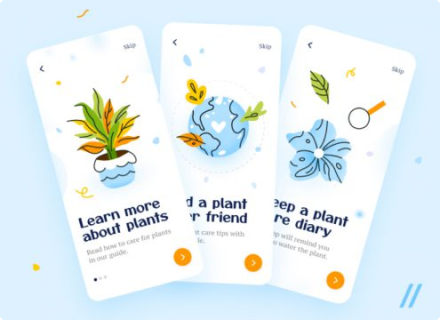 Skip
Learn more
about plants
Read how to care for plants
in our guide.
Skip
d a plant
r friend
t care tips with
le.
Skip
eep a plant
re diary
p will remind you
water the plant.